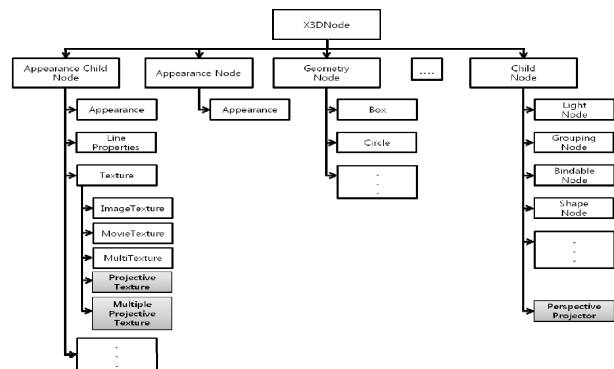 X3DNode
Appearance Child
Node
Appearance Node
Geometry
Node
....
Child
Node
Appearance
Line
Properties
Texture
ImageTexture
MovieTexture
MultiTexture
Projective
Texture
Multiple
Projective
Texture
.
.
.
Appearance
Box
Circle
.
.
.
Light
Node
Grouping
Node
Bindable
Node
Shape
Node
.
.
.
Perspective
Projector